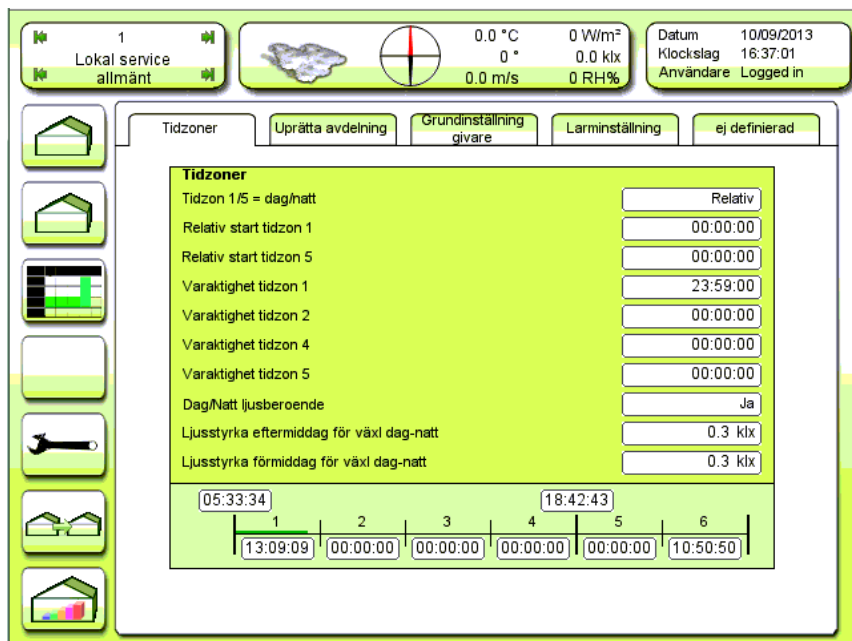 1
Lokal service
allmänt
0.0 °C
0 W/m²
0 °
0.0 klx
0.0 m/s
0 RH%
Datum 10/09/2013
Klockslag 16:37:01
Användare Logged in
Tidzoner
Uprätta avdelning
Grundinställning
givare
Larminställning
ej definierad
Tidzoner
Tidzon 1/5 = dag/natt Relativ
Relativ start tidzon 1 00:00:00
Relativ start tidzon 5 00:00:00
Varaktighet tidzon 1 23:59:00
Varaktighet tidzon 2 00:00:00
Varaktighet tidzon 4 00:00:00
Varaktighet tidzon 5 00:00:00
Dag/Natt ljusberoende Ja
Ljusstyrka eftermiddag för växl dag-natt 0.3 klx
Ljusstyrka förmiddag för växl dag-natt 0.3 klx
05:33:34 18:42:43
1 2 3 4 5 6
13:09:09 00:00:00 00:00:00 00:00:00 00:00:00 10:50:50